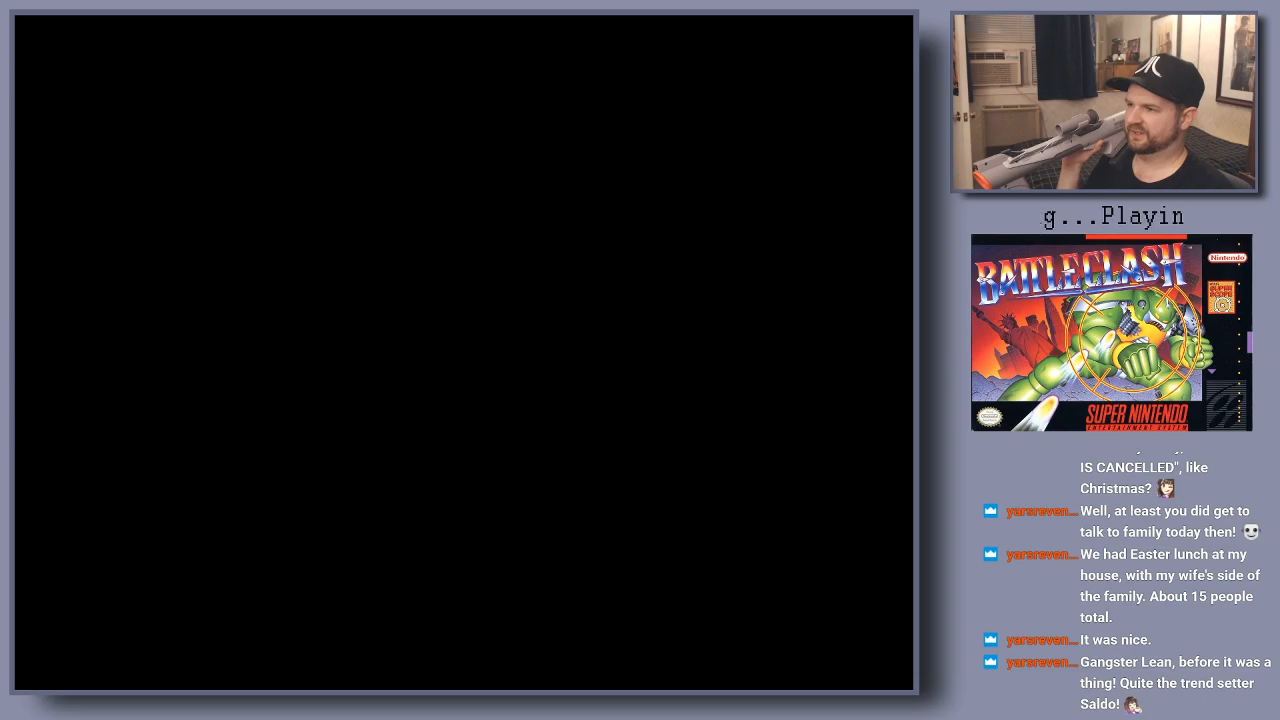 g...Playin
BATTLECLASH
Nintendo
SUPER
SCOPE
SUPER NINTENDO
ENTERTAINMENT SYSTEM
IS CANCELLED", like
Christmas?
yarsreven... Well, at least you did get to
talk to family today then!
yarsreven... We had Easter lunch at my
house, with my wife's side of
the family. About 15 people
total.
yarsreven... It was nice.
yarsreven... Gangster Lean, before it was a
thing! Quite the trend setter
Saldo!